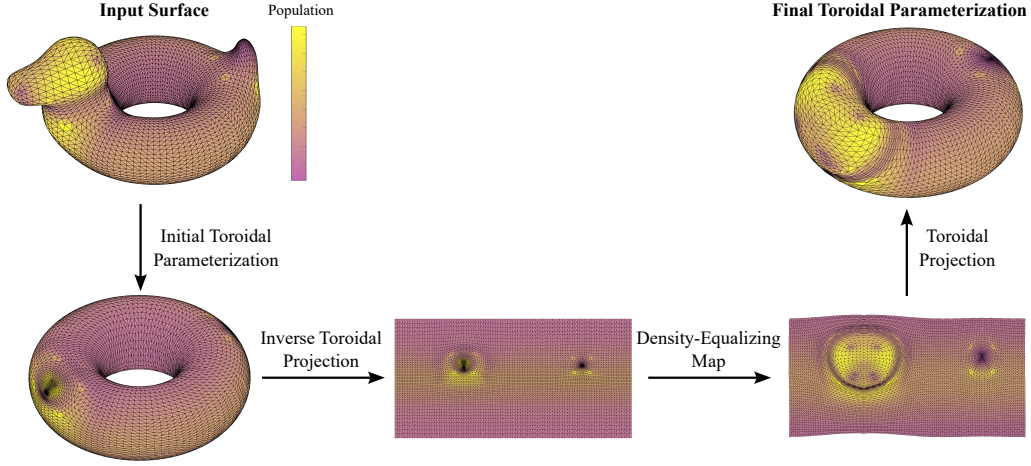 Input Surface
Population
Final Toroidal Parameterization
Initial Toroidal
Parameterization
Toroidal
Projection
Inverse Toroidal
Projection
Density-Equalizing
Map